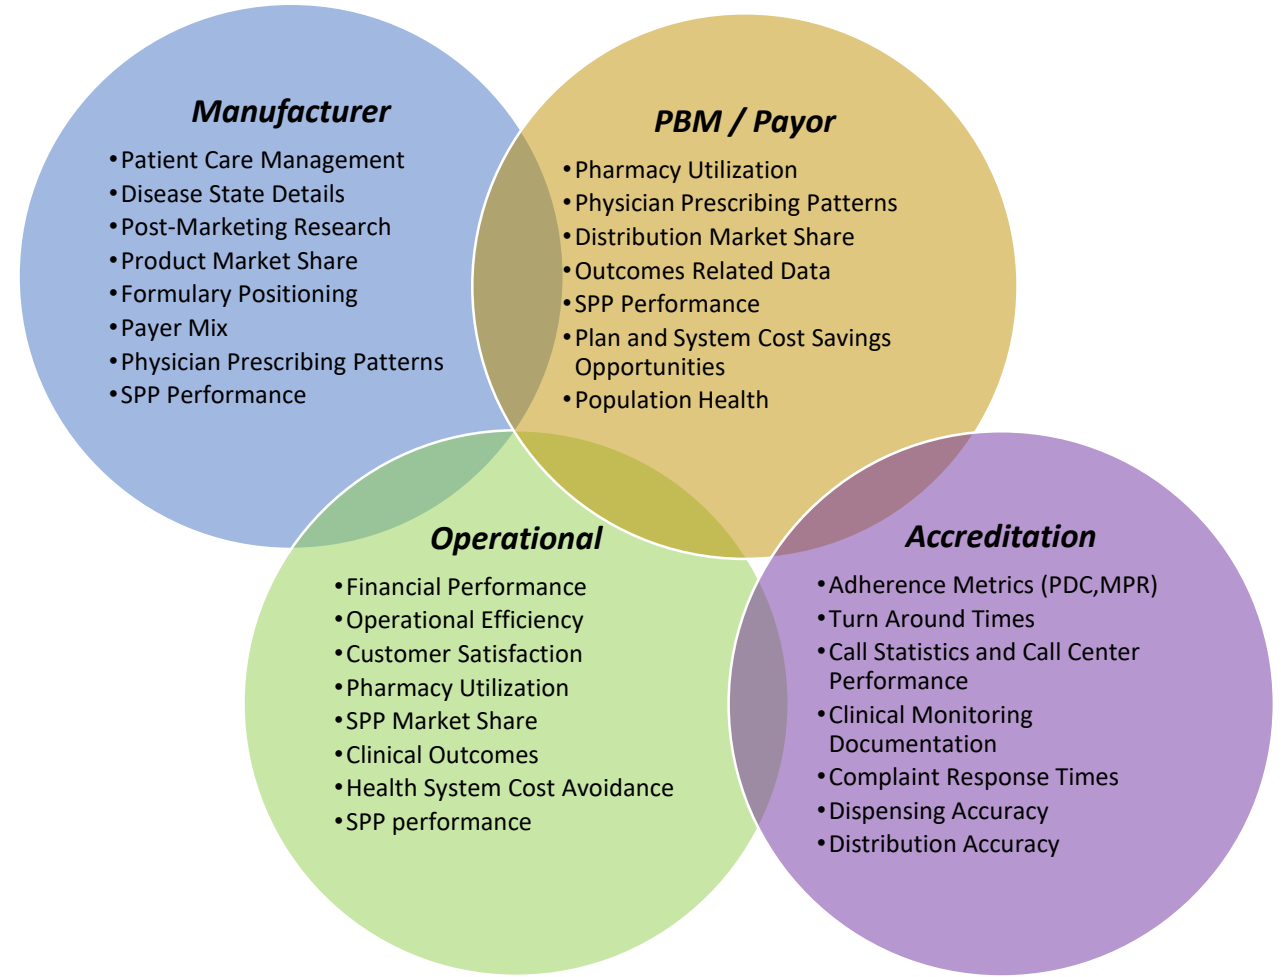 Manufacturer
•Patient Care Management
•Disease State Details
•Post-Marketing Research
•Product Market Share
•Formulary Positioning
•Payer Mix
•Physician Prescribing Patterns
•SPP Performance
PBM / Payor
•Pharmacy Utilization
•Physician Prescribing Patterns
•Distribution Market Share
•Outcomes Related Data
•SPP Performance
•Plan and System Cost Savings
Opportunities
•Population Health
Operational
•Financial Performance
•Operational Efficiency
•Customer Satisfaction
•Pharmacy Utilization
•SPP Market Share
•Clinical Outcomes
•Health System Cost Avoidance
•SPP performance
Accreditation
•Adherence Metrics (PDC,MPR)
•Turn Around Times
•Call Statistics and Call Center
Performance
•Clinical Monitoring
Documentation
•Complaint Response Times
•Dispensing Accuracy
•Distribution Accuracy